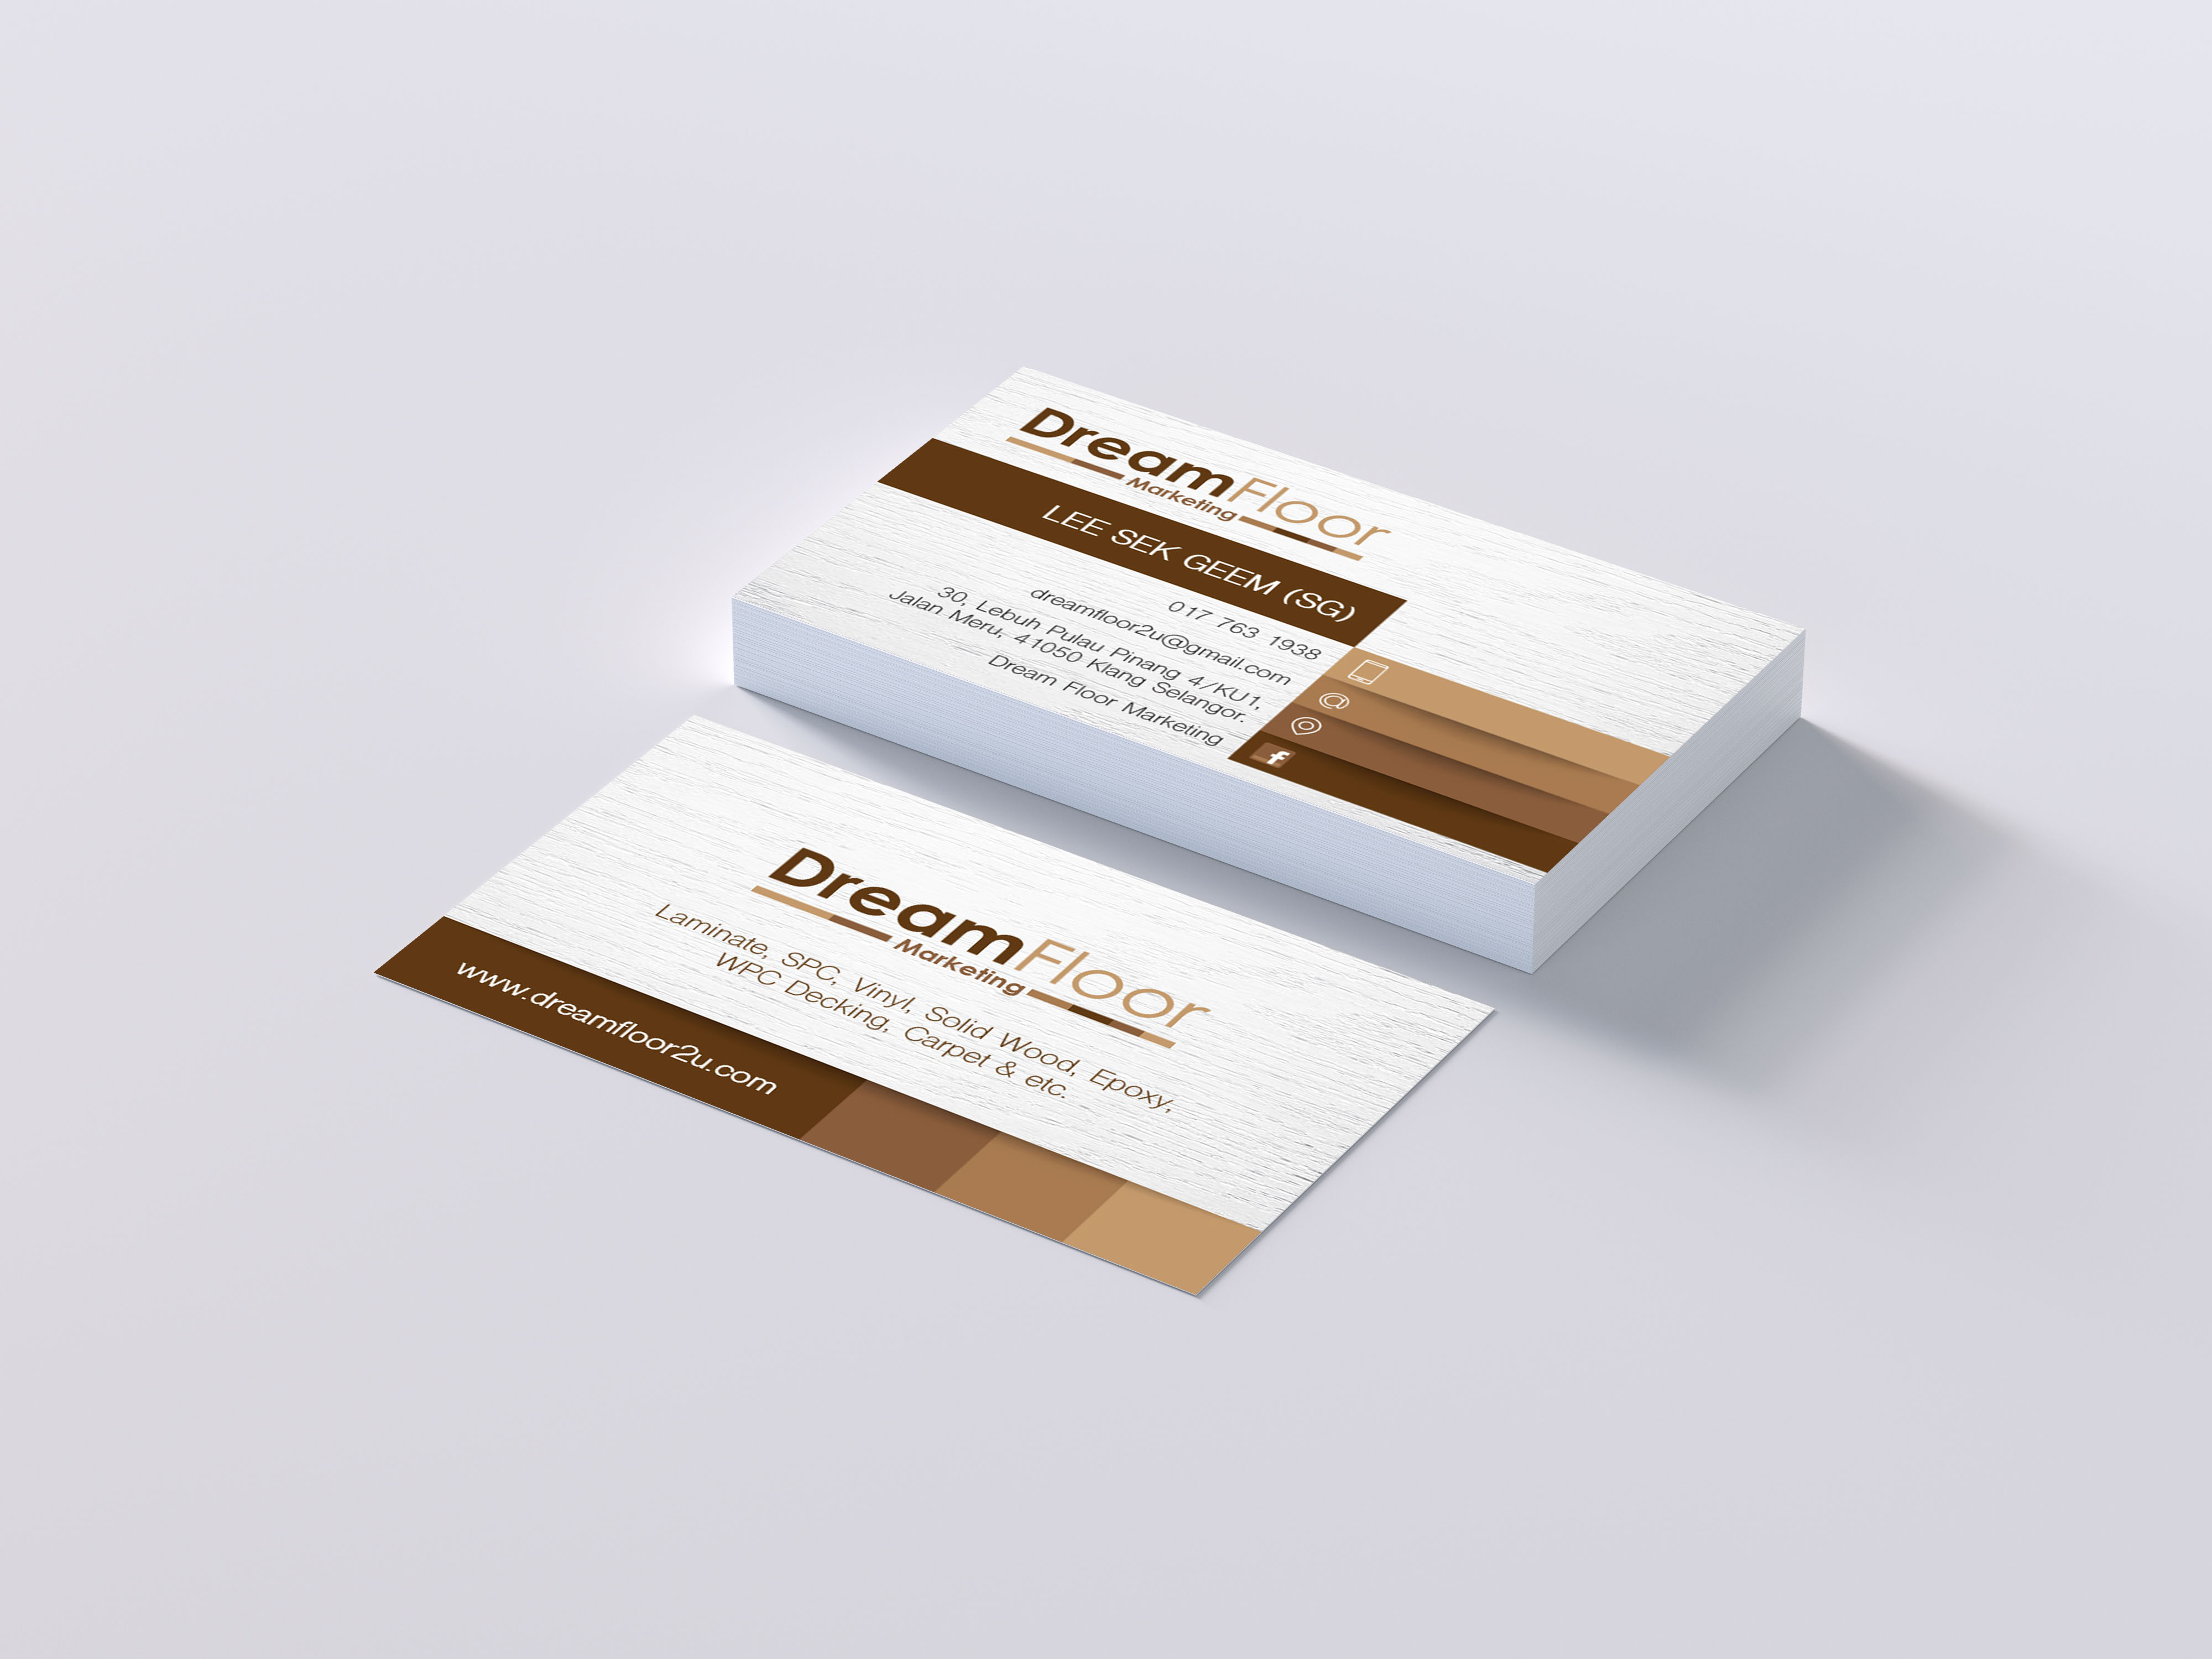 DreamFloor
Marketing
LEE SEK GEEM (SG)
017 763 1938
dreamfloor2u@gmail.com
30, Lebuh Pulau Pinang 4/KU1,
Jalan Meru, 41050 Klang Selangor.
Dream Floor Marketing
DreamFloor
Marketing
Laminate, SPC, Vinyl, Solid Wood, Epoxy,
WPC Decking, Carpet & etc.
www.dreamfloor2u.com